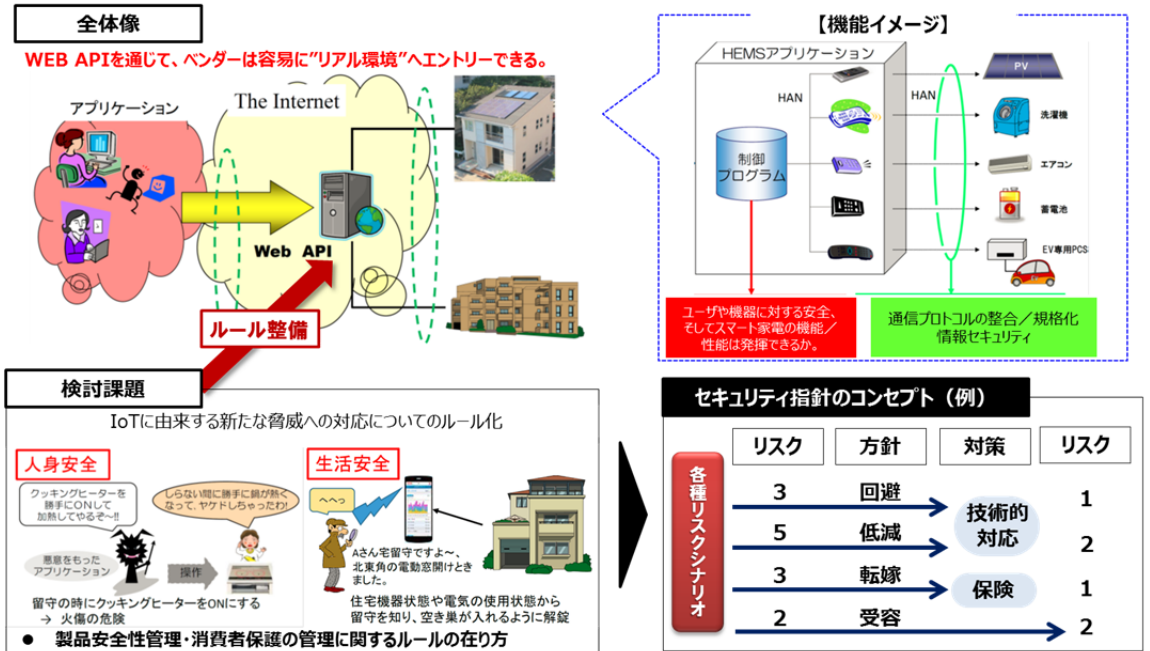 全体像
WEB APIを通じて、ベンダーは容易に”リアル環境”へエントリーできる。
アプリケーション
The Internet
Web API
ルール整備
【機能イメージ】
HEMSアプリケーション
HAN
HAN
制御
プログラム
PV
洗濯機
エアコン
蓄電池
EV専用PCS
ユーザや機器に対する安全、
そしてスマート家電の機能／
性能は発揮できるか。
通信プロトコルの整合／規格化
情報セキュリティ
検討課題
IoTに由来する新たな脅威への対応についてのルール化
人身安全
クッキングヒーターを
勝手にONして
加熱してやるぞ～!!
しらない間に勝手に鍋が熱く
なって、ヤケドしちゃったわ!
悪意をもった
アプリケーション
操作
留守の時にクッキングヒーターをONにする
→ 火傷の危険
生活安全
へへっ
Aさん宅留守ですよ～、
北東角の電動窓開けとき
ました。
住宅機器状態や電気の使用状態から
留守を知り、空き巣が入れるように解錠
● 製品安全性管理・消費者保護の管理に関するルールの在り方
セキュリティ指針のコンセプト（例）
リスク 方針 対策 リスク
各種リスクシナリオ
3 回避
5 低減
技術的
対応
1
2
3 転嫁 保険 1
2 受容 2